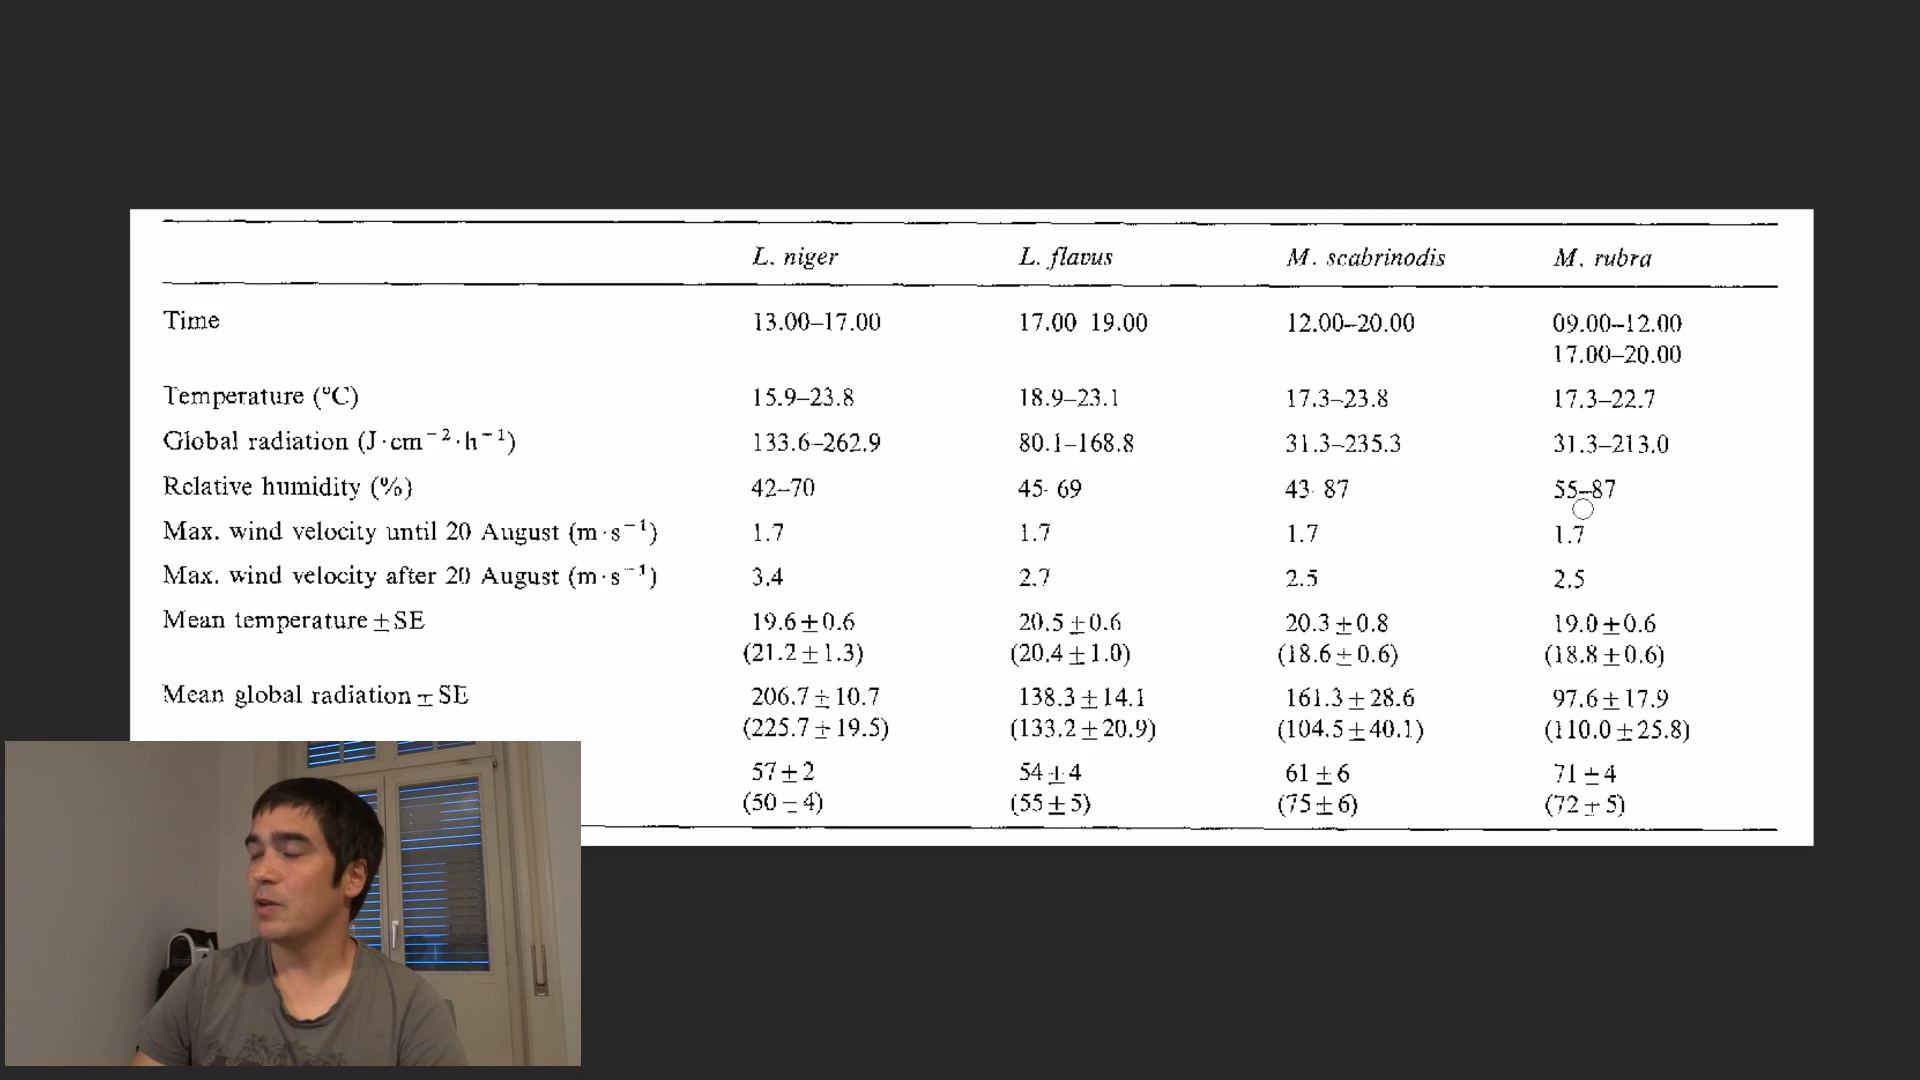 L. niger L. flavus M. scabrinodis M. rubra
Time 13.00–17.00 17.00 19.00 12.00–20.00 09.00–12.00
17.00–20.00
Temperature (°C) 15.9–23.8 18.9–23.1 17.3–23.8 17.3–22.7
Global radiation (J·cm⁻²·h⁻¹) 133.6–262.9 80.1–168.8 31.3–235.3 31.3–213.0
Relative humidity (%) 42–70 45- 69 43- 87 55–87
Max. wind velocity until 20 August (m·s⁻¹) 1.7 1.7 1.7 1.7
Max. wind velocity after 20 August (m·s⁻¹) 3.4 2.7 2.5 2.5
Mean temperature ± SE 19.6 ± 0.6 20.5 ± 0.6 20.3 ± 0.8 19.0 ± 0.6
(21.2 ± 1.3) (20.4 ± 1.0) (18.6 ± 0.6) (18.8 ± 0.6)
Mean global radiation ± SE 206.7 ± 10.7 138.3 ± 14.1 161.3 ± 28.6 97.6 ± 17.9
(225.7 ± 19.5) (133.2 ± 20.9) (104.5 ± 40.1) (110.0 ± 25.8)
57 ± 2 54 ± 4 61 ± 6 71 ± 4
(50 ± 4) (55 ± 5) (75 ± 6) (72 ± 5)